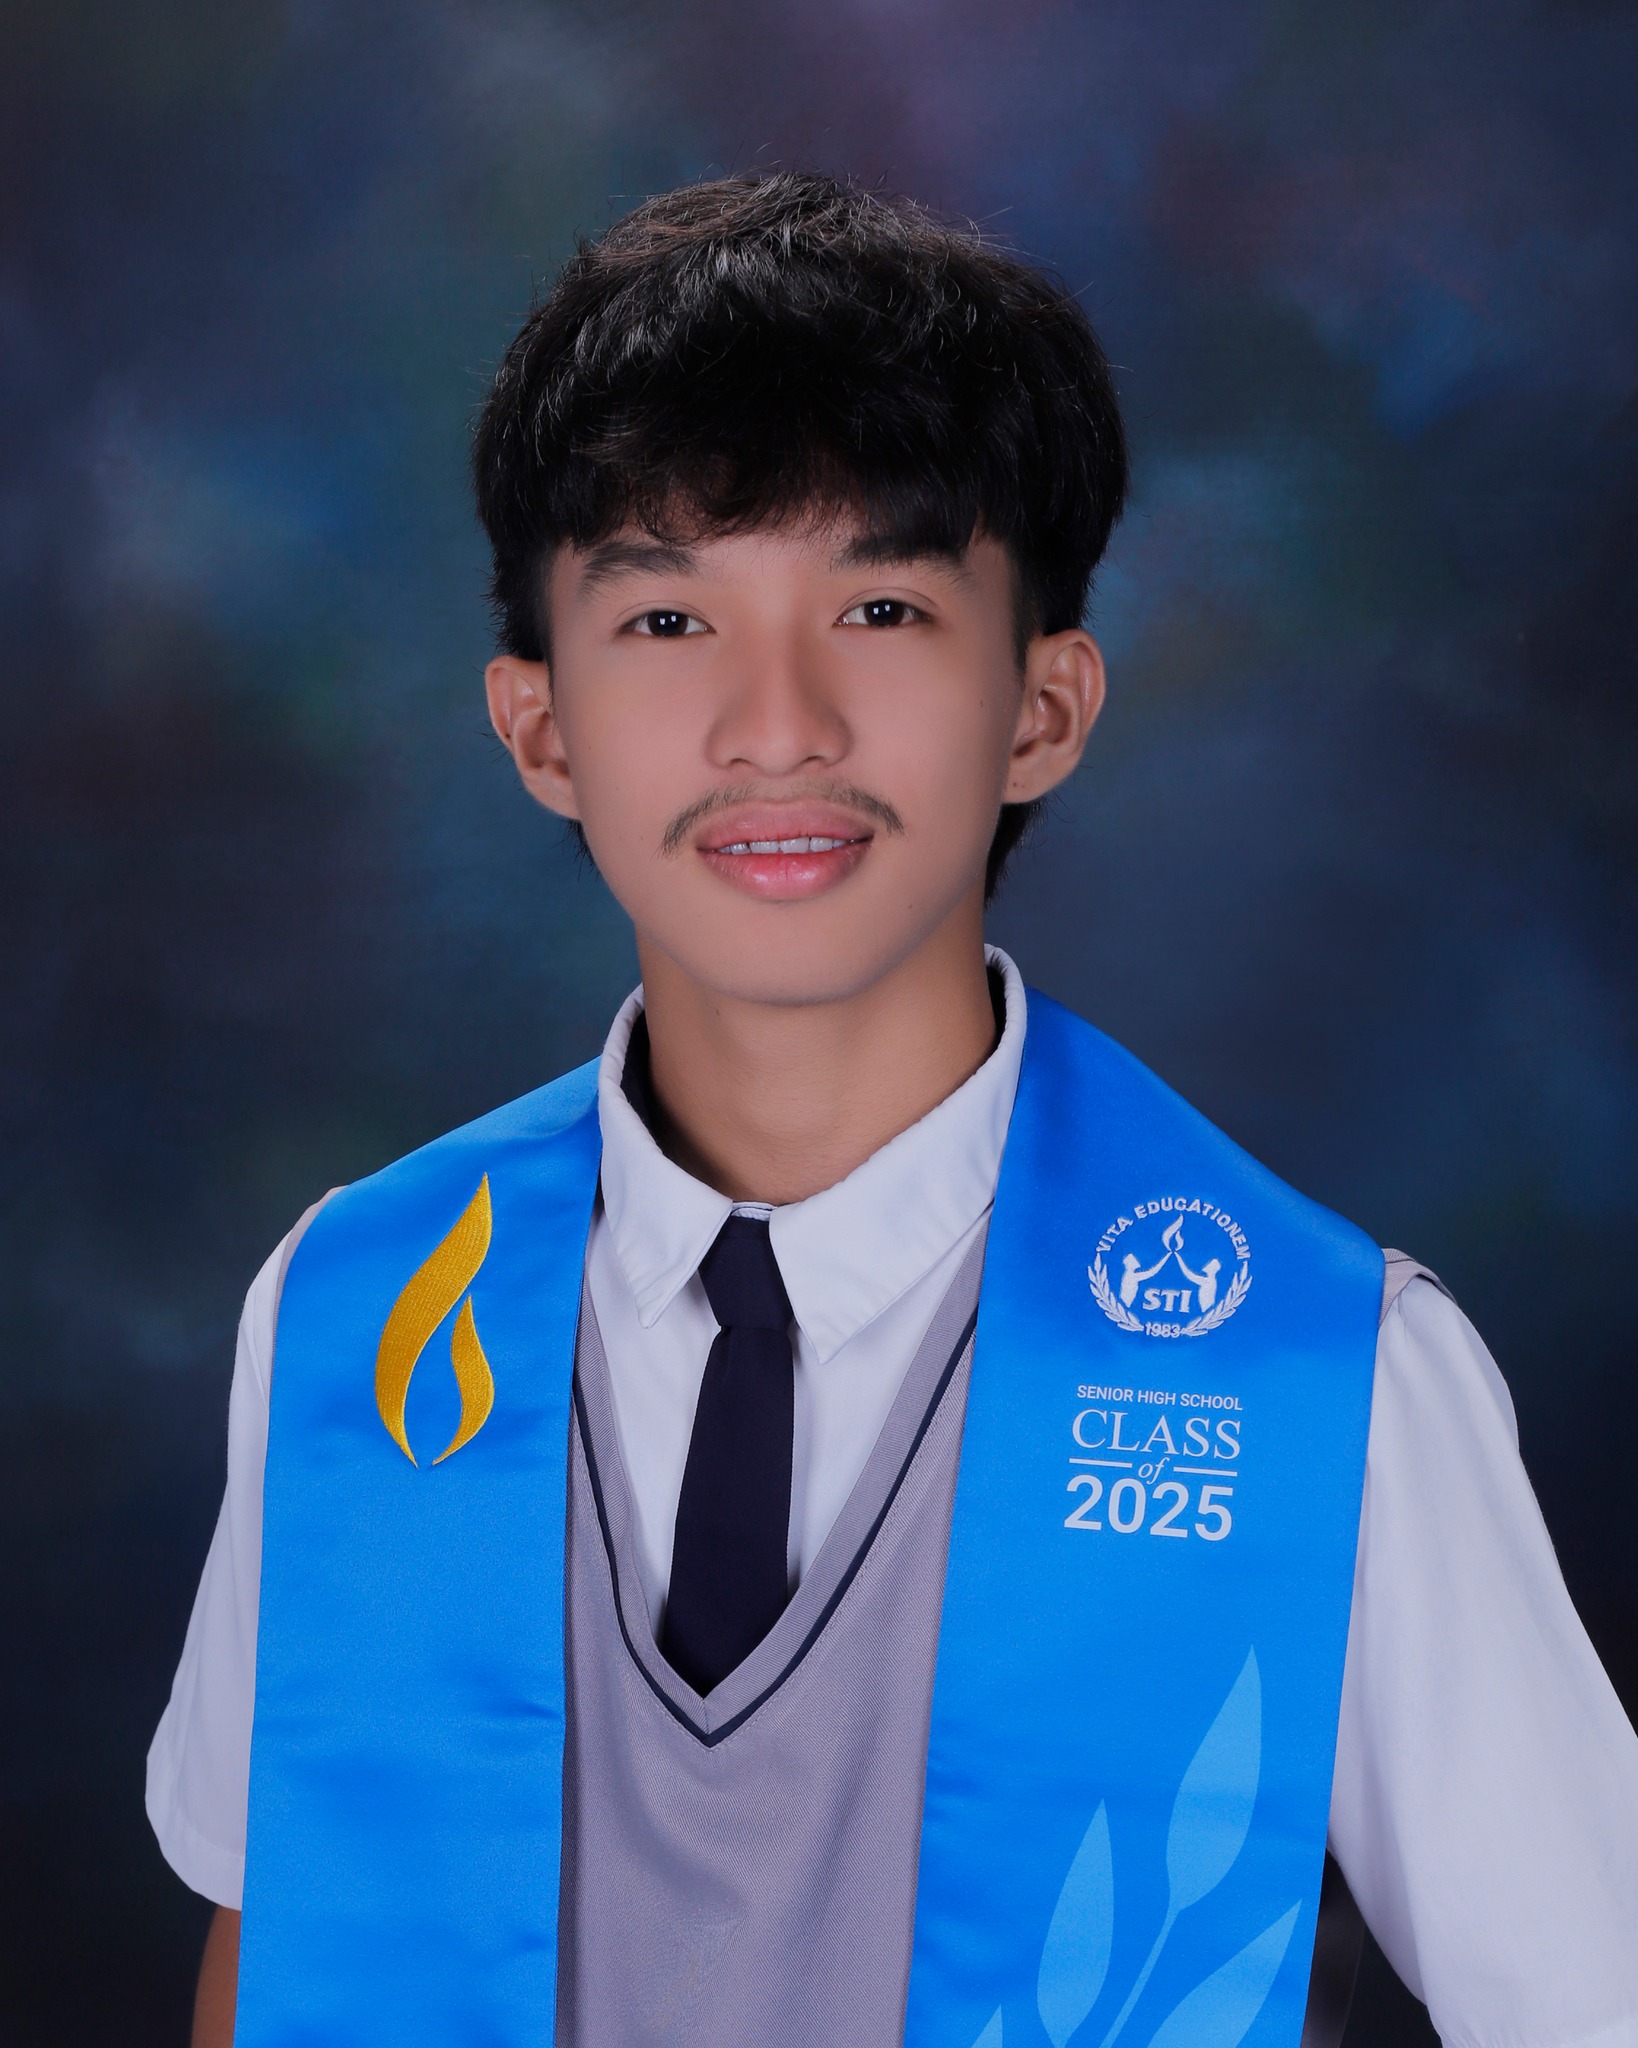 VITA EDUCATIONEM
STI
1983
SENIOR HIGH SCHOOL
CLASS
of
2025